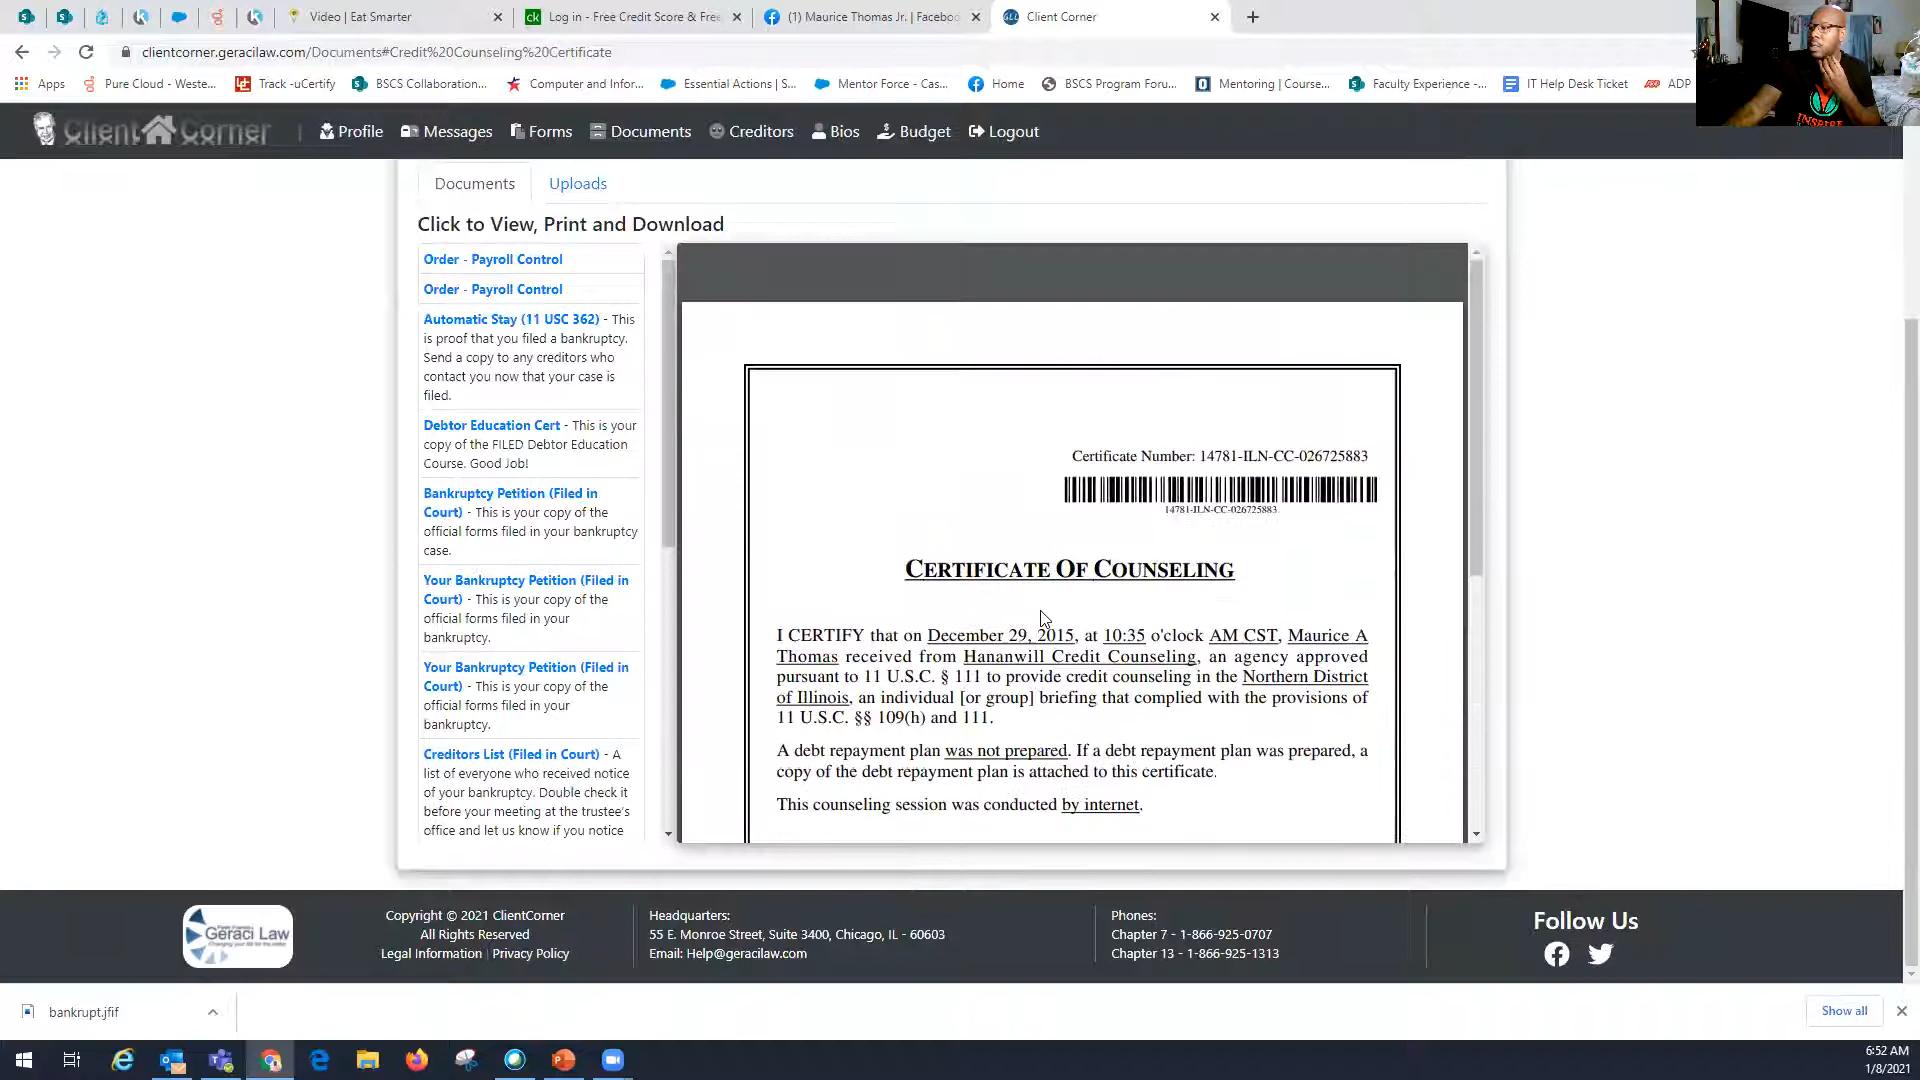 Video | Eat Smarter
Log in - Free Credit Score & Free
(1) Maurice Thomas Jr. | Facebo
Client Corner
clientcorner.geracilaw.com/Documents#Credit%20Counseling%20Certificate
Apps
Pure Cloud - Weste...
Track -uCertify
BSCS Collaboration...
Computer and Infor...
Essential Actions | S...
Mentor Force - Cas...
Home
BSCS Program Foru...
Mentoring | Course...
Faculty Experience -...
IT Help Desk Ticket
ADP
INSPIRE
Client Corner
Profile
Messages
Forms
Documents
Creditors
Bios
Budget
Logout
Documents
Uploads
Click to View, Print and Download
Order - Payroll Control
Order - Payroll Control
Automatic Stay (11 USC 362) - This
is proof that you filed a bankruptcy.
Send a copy to any creditors who
contact you now that your case is
filed.
Debtor Education Cert - This is your
copy of the FILED Debtor Education
Course. Good Job!
Bankruptcy Petition (Filed in
Court) - This is your copy of the
official forms filed in your bankruptcy
case.
Your Bankruptcy Petition (Filed in
Court) - This is your copy of the
official forms filed in your
bankruptcy.
Your Bankruptcy Petition (Filed in
Court) - This is your copy of the
official forms filed in your
bankruptcy.
Creditors List (Filed in Court) - A
list of everyone who received notice
of your bankruptcy. Double check it
before your meeting at the trustee's
office and let us know if you notice
Certificate Number: 14781-ILN-CC-026725883
14781-ILN-CC-026725883
CERTIFICATE OF COUNSELING
I CERTIFY that on December 29, 2015, at 10:35 o'clock AM CST, Maurice A
Thomas received from Hananwill Credit Counseling, an agency approved
pursuant to 11 U.S.C. § 111 to provide credit counseling in the Northern District
of Illinois, an individual [or group] briefing that complied with the provisions of
11 U.S.C. §§ 109(h) and 111.
A debt repayment plan was not prepared. If a debt repayment plan was prepared, a
copy of the debt repayment plan is attached to this certificate.
This counseling session was conducted by internet.
Geraci Law
Copyright © 2021 ClientCorner
All Rights Reserved
Legal Information | Privacy Policy
Headquarters:
55 E. Monroe Street, Suite 3400, Chicago, IL - 60603
Email: Help@geracilaw.com
Phones:
Chapter 7 - 1-866-925-0707
Chapter 13 - 1-866-925-1313
Follow Us
bankrupt.jfif
Show all
6:52 AM
1/8/2021